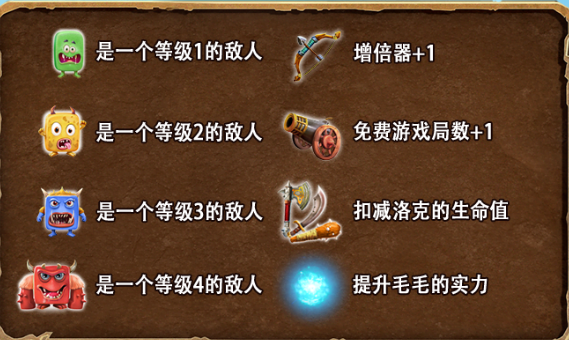 是一个等级1的敌人
增倍器+1
是一个等级2的敌人
免费游戏局数+1
是一个等级3的敌人
扣减洛克的生命值
是一个等级4的敌人
提升毛毛的实力